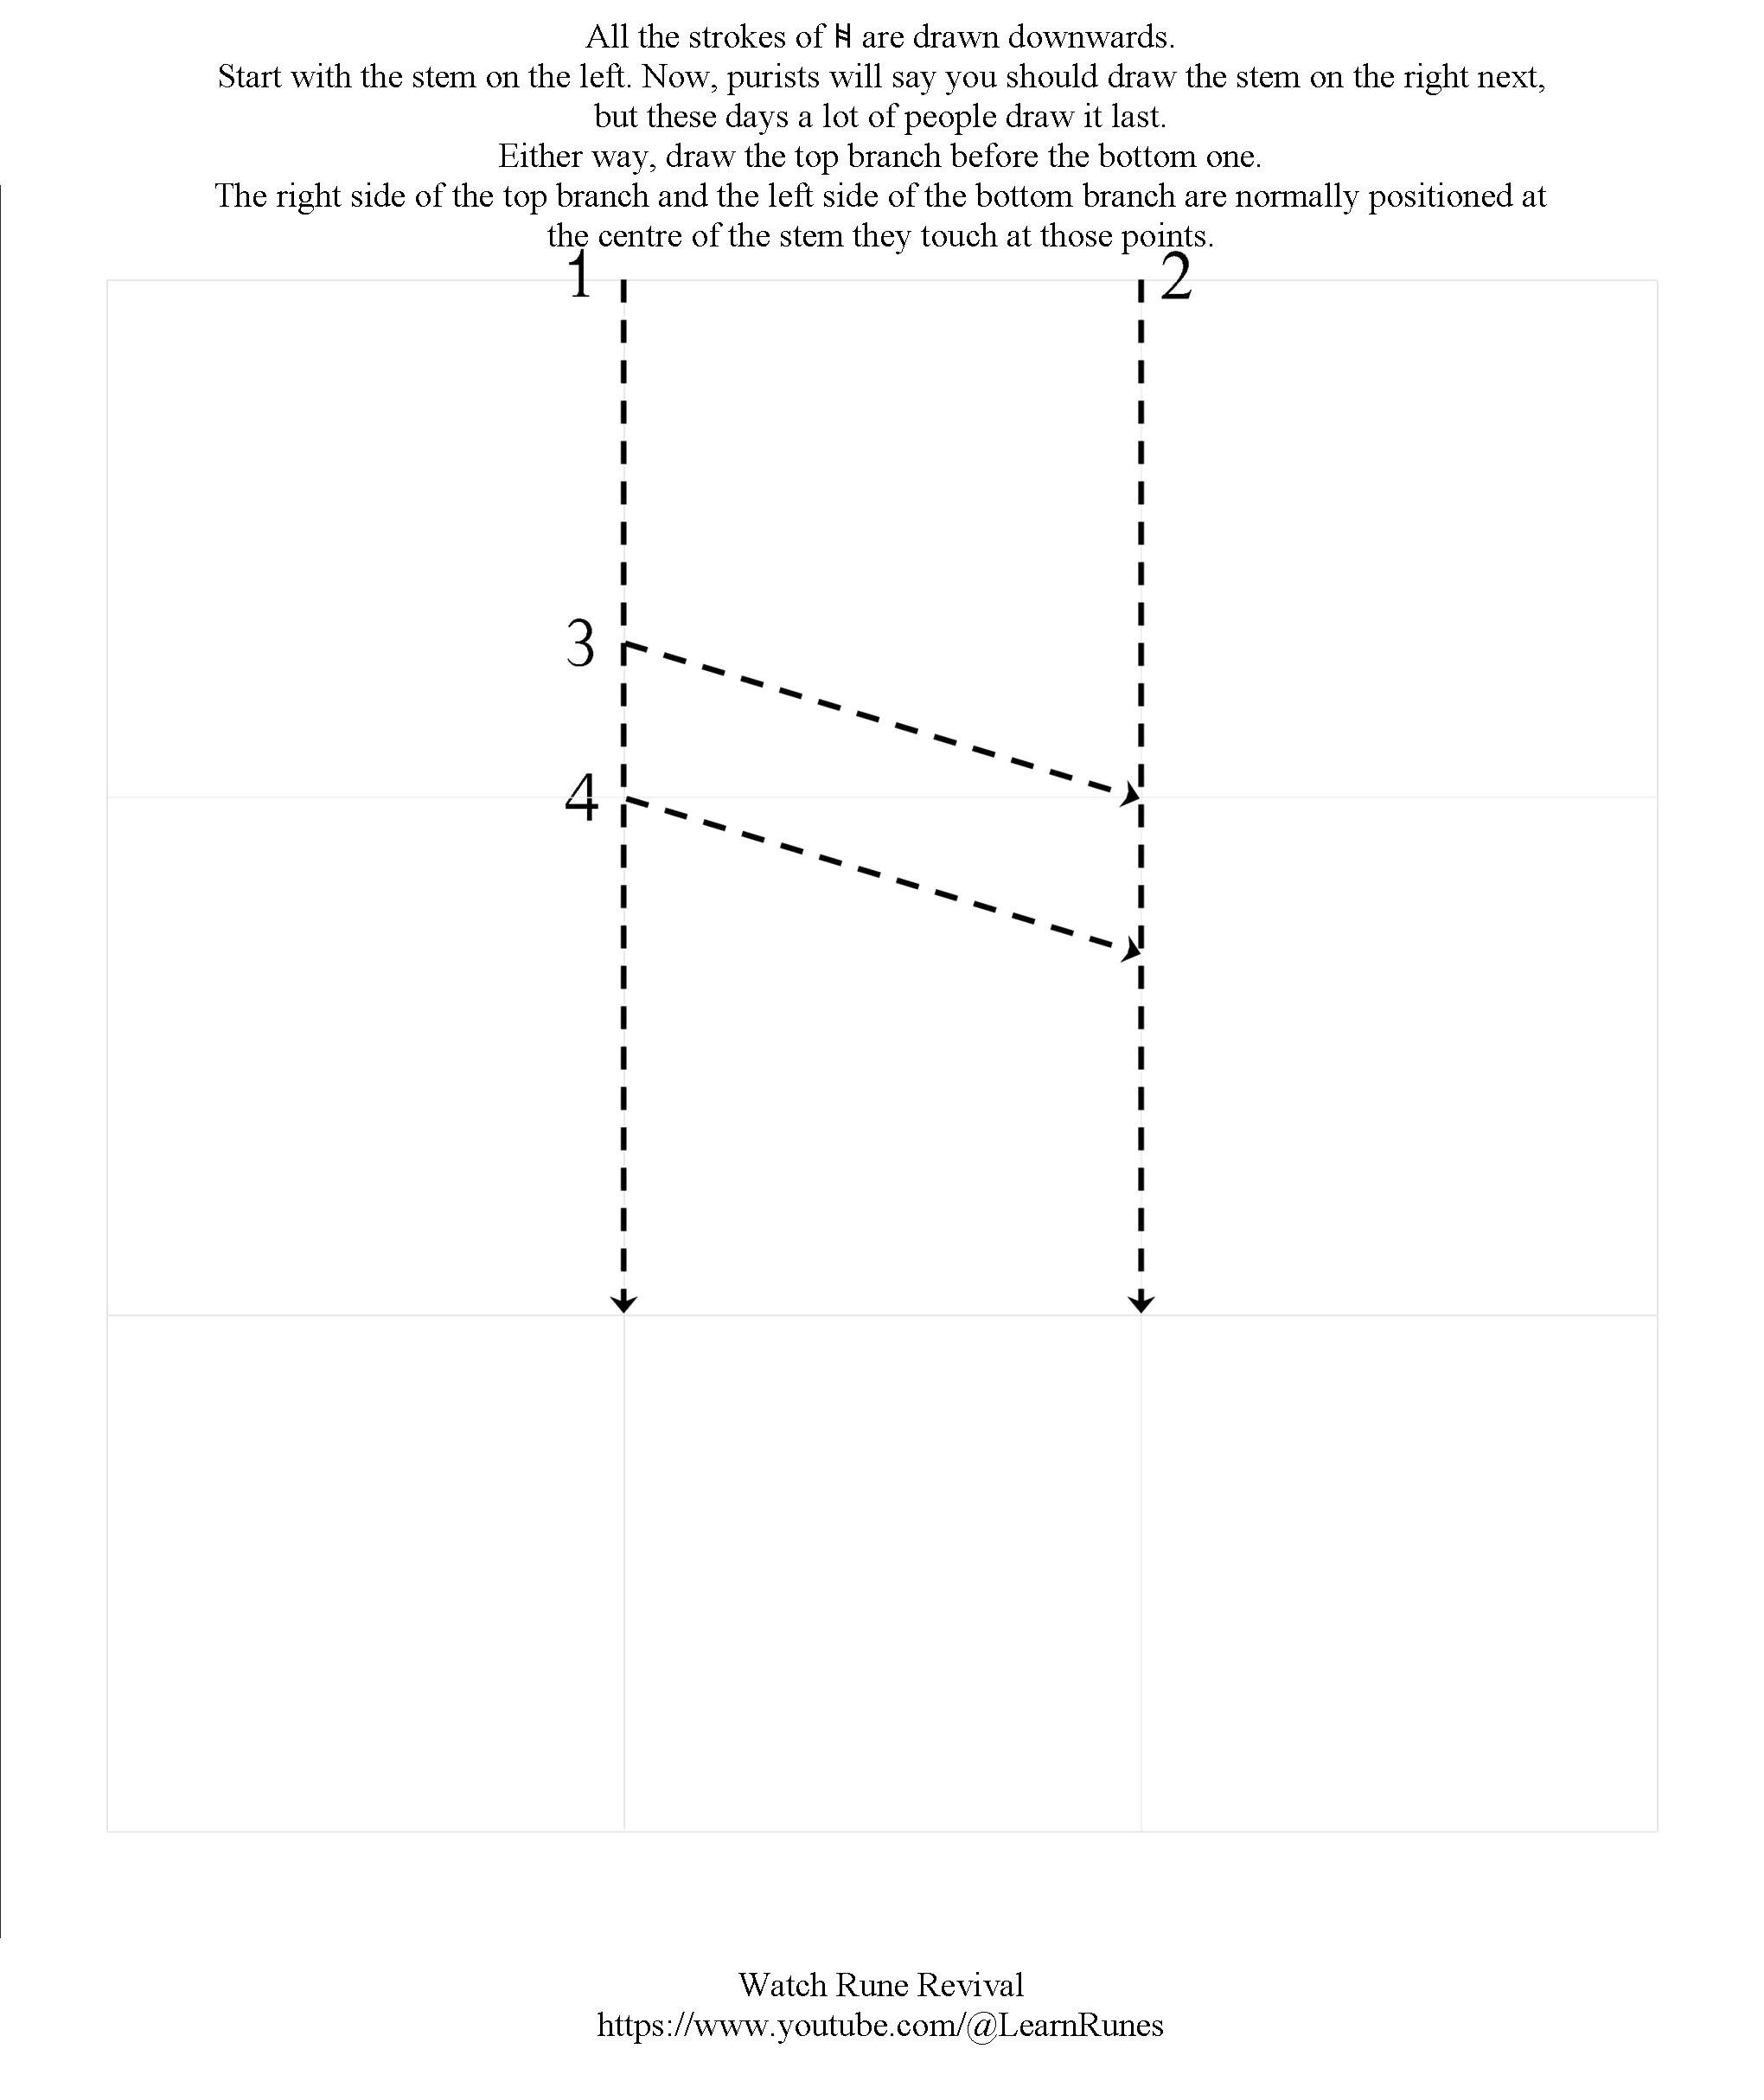 All the strokes of ᚻ are drawn downwards.
Start with the stem on the left. Now, purists will say you should draw the stem on the right next,
but these days a lot of people draw it last.
Either way, draw the top branch before the bottom one.
The right side of the top branch and the left side of the bottom branch are normally positioned at
the centre of the stem they touch at those points.
1
2
3
4
Watch Rune Revival
https://www.youtube.com/@LearnRunes